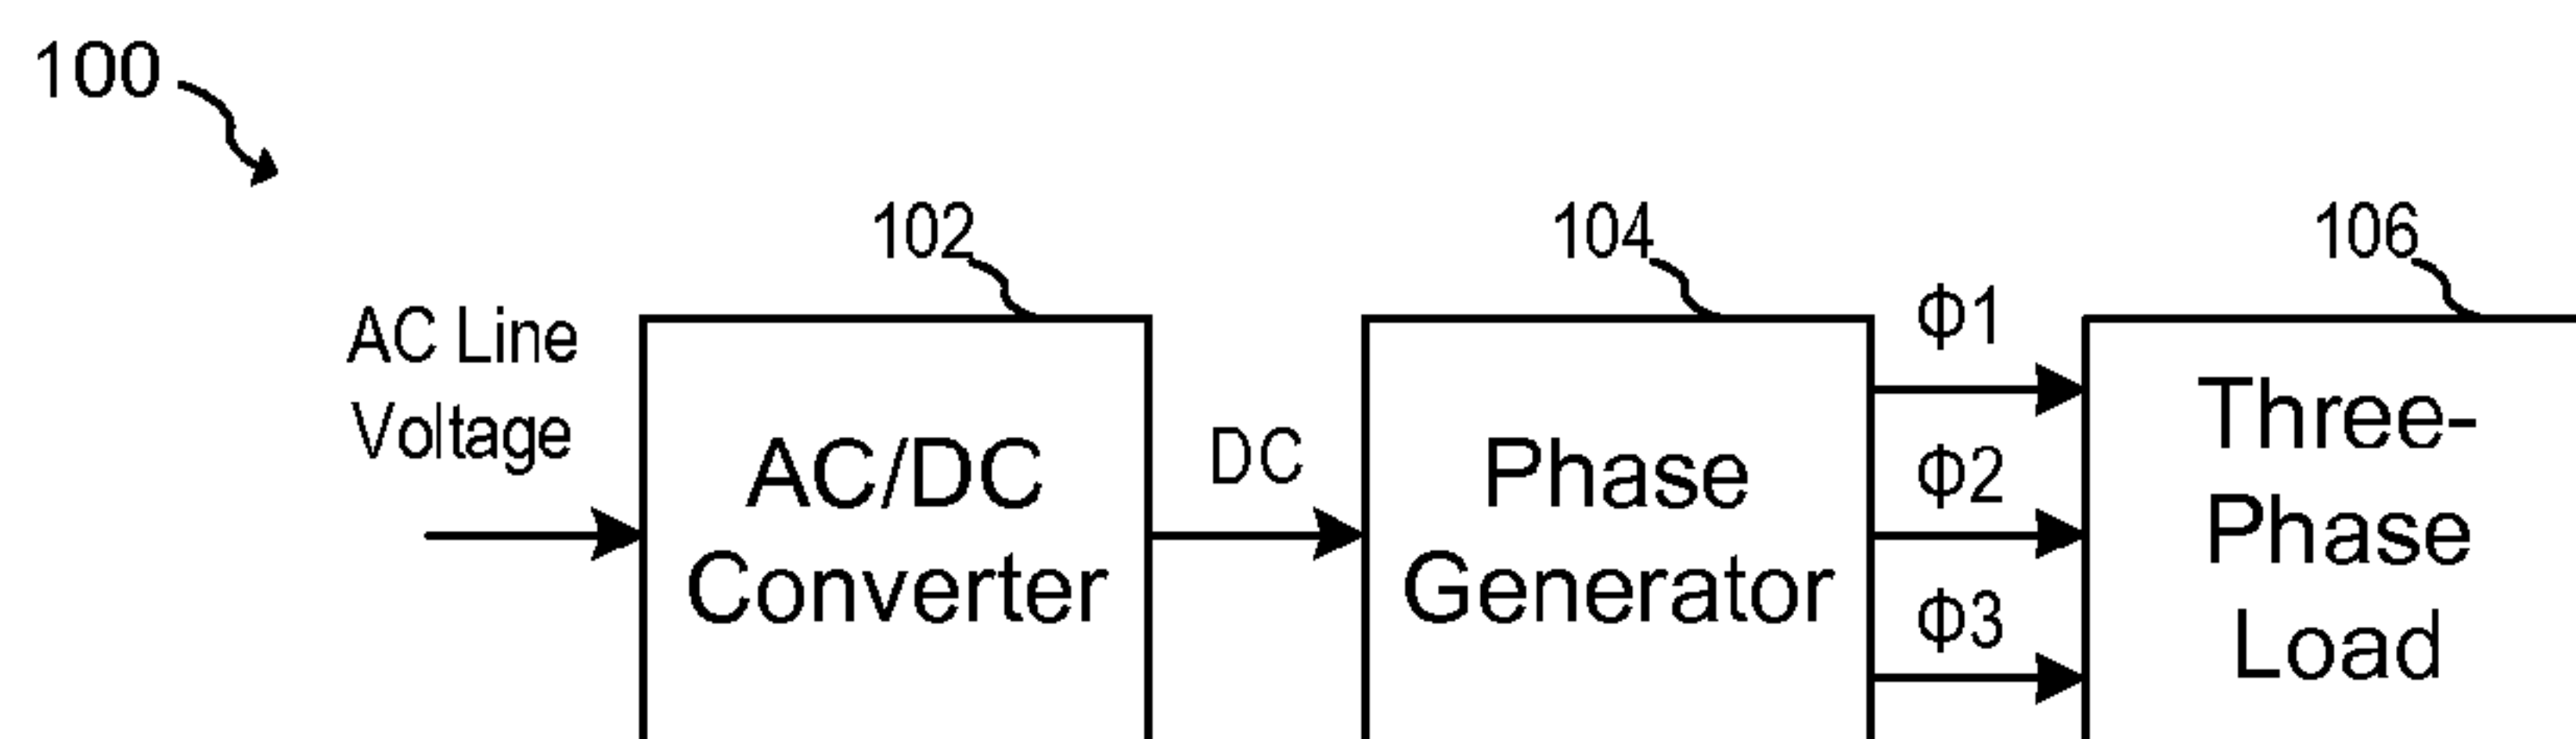 100
102
104
106
AC Line
Voltage
AC/DC
Converter
DC
Phase
Generator
Φ1
Φ2
Φ3
Three-
Phase
Load